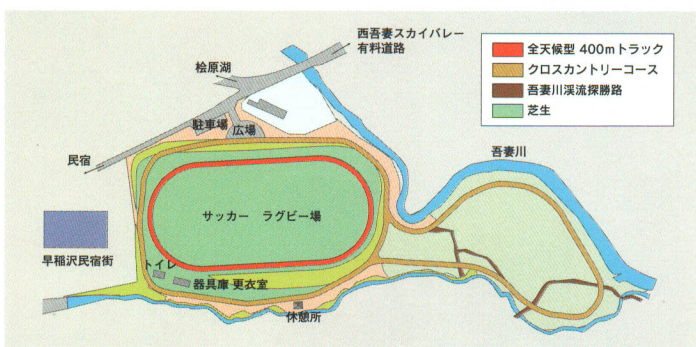 西吾妻スカイバレー
有料道路
桧原湖
駐車場
広場
民宿
全天候型 400mトラック
クロスカントリーコース
吾妻川渓流探勝路
芝生
吾妻川
サッカー ラグビー場
早稲沢民宿街
トイレ
器具庫 更衣室
休憩所